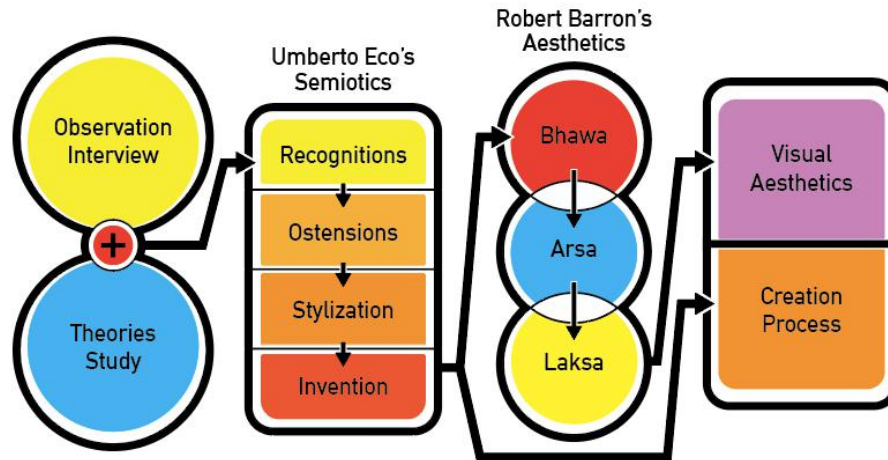 Observation
Interview
+
Theories
Study
Umberto Eco's
Semiotics
Recognitions
Ostensions
Stylization
Invention
Robert Barron's
Aesthetics
Bhawa
Arsa
Laksa
Visual
Aesthetics
Creation
Process